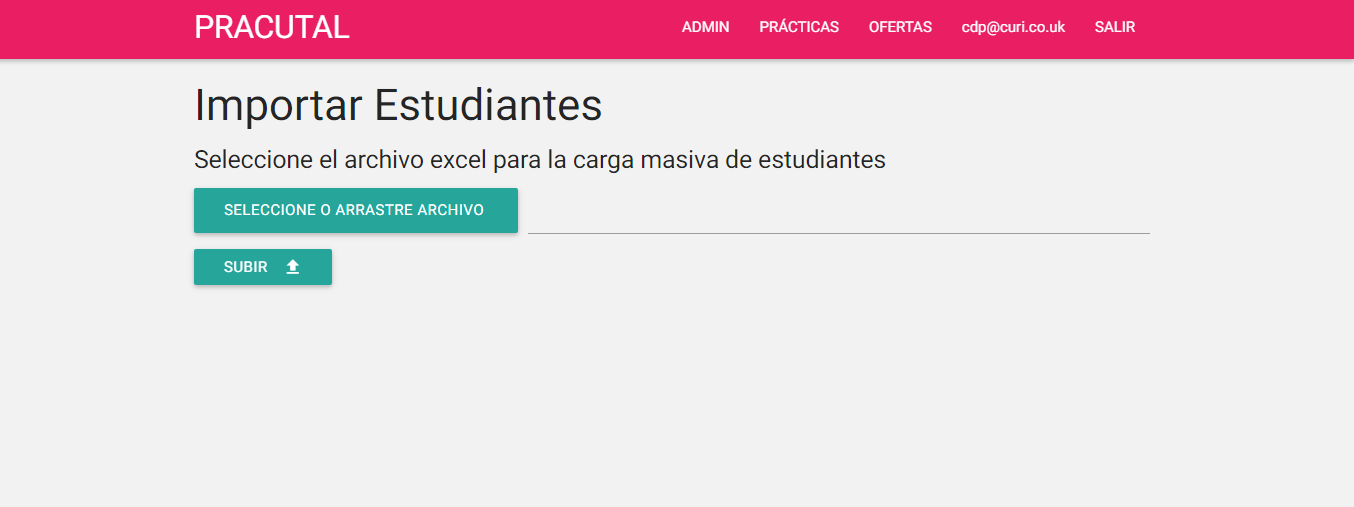 PRACUTAL ADMIN PRÁCTICAS OFERTAS cdp@curi.co.uk SALIR
Importar Estudiantes
Seleccione el archivo excel para la carga masiva de estudiantes
SELECCIONE O ARRASTRE ARCHIVO
SUBIR